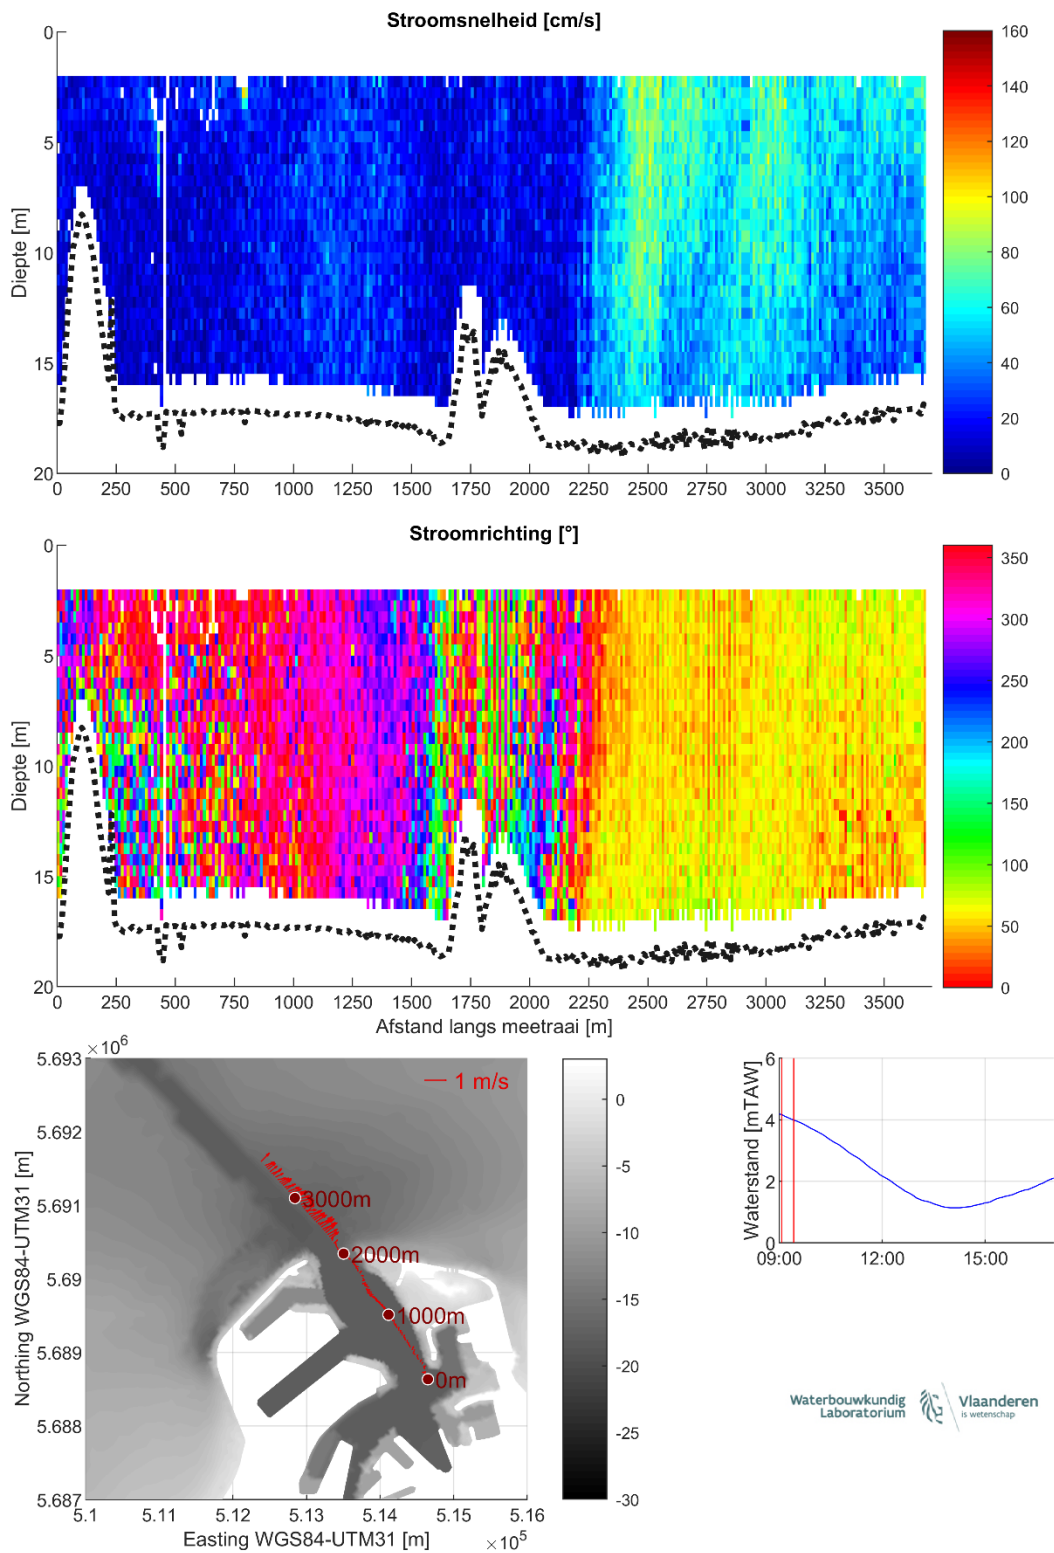 Stroomsnelheid [cm/s]
0
5
10
15
20
Diepte [m]
0 250 500 750 1000 1250 1500 1750 2000 2250 2500 2750 3000 3250 3500
160
140
120
100
80
60
40
20
0
Stroomrichting [°]
0
5
10
15
20
Diepte [m]
0 250 500 750 1000 1250 1500 1750 2000 2250 2500 2750 3000 3250 3500
Afstand langs meetraai [m]
350
300
250
200
150
100
50
0
× 10⁶
5.693
5.692
5.691
5.69
5.689
5.688
5.687
Northing WGS84-UTM31 [m]
1 m/s
3000m
2000m
1000m
0m
5.1 5.11 5.12 5.13 5.14 5.15 5.16
Easting WGS84-UTM31 [m]
× 10⁵
0
-5
-10
-15
-20
-25
-30
Waterstand [mTAW]
6
4
2
0
09:00 12:00 15:00
Waterbouwkundig
Laboratorium
Vlaanderen
is wetenschap